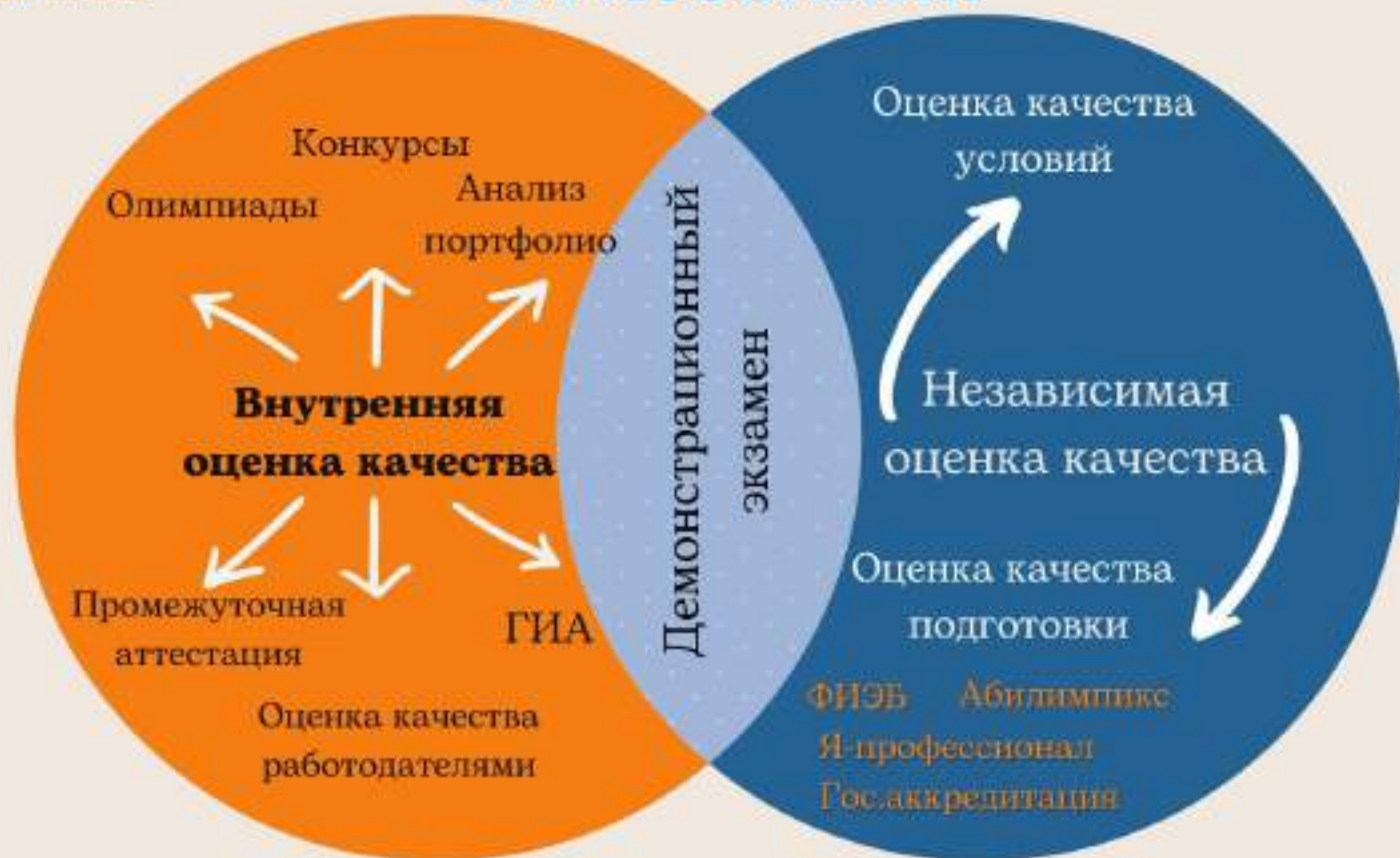 Конкурсы
Олимпиады
Анализ
портфолио
Внутренняя
оценка качества
Промежуточная
аттестация
ГИА
Оценка качества
работодателями
Демонстрационный
экзамен
Оценка качества
условий
Независимая
оценка качества
Оценка качества
подготовки
ФИЭБ Абилимпикс
Я-профессионал
Гос.аккредитация